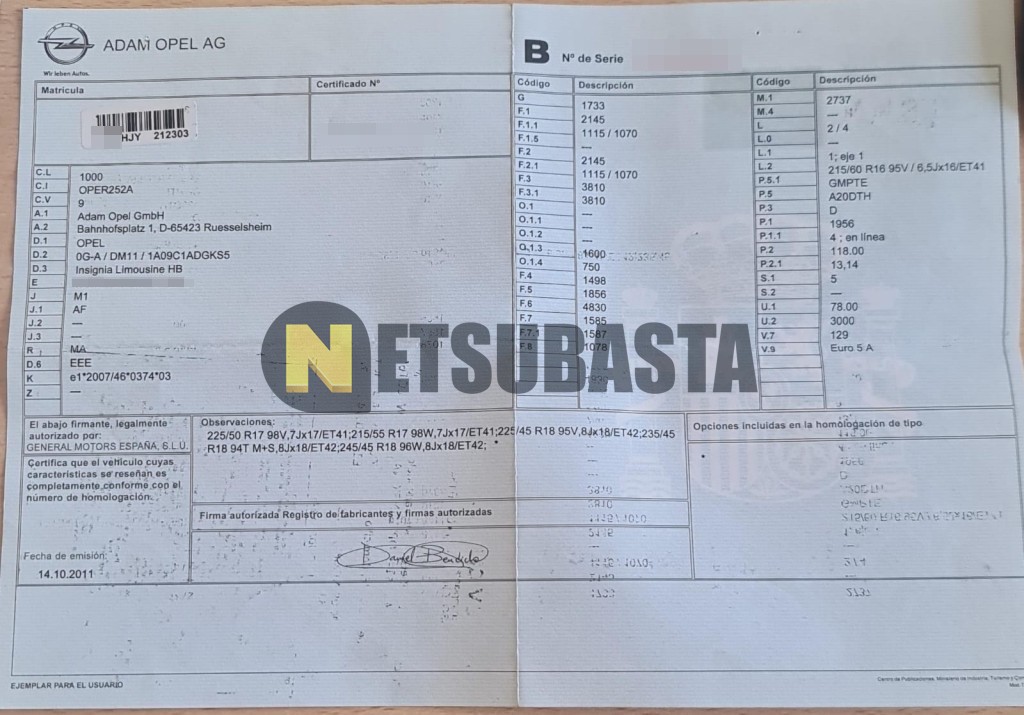 ADAM OPEL AG
Wir leben Autos.
B Nº de Serie
Matrícula
Certificado Nº
HJY 212303
C.L 1000
C.I OPER252A
C.V 9
A.1 Adam Opel GmbH
A.2 Bahnhofsplatz 1, D-65423 Ruesselsheim
D.1 OPEL
D.2 0G-A / DM11 / 1A09C1ADGKS5
D.3 Insignia Limousine HB
E
J M1
J.1 AF
J.2 ---
J.3 ---
R MA
D.6 EEE
K e1*2007/46*0374*03
Z ---
Código Descripción
G 1733
F.1 2145
F.1.1 1115 / 1070
F.1.5 ---
F.2 2145
F.2.1 1115 / 1070
F.3 3810
F.3.1 3810
O.1 ---
O.1.1 ---
O.1.2 ---
O.1.3 1600
O.1.4 750
F.4 1498
F.5 1856
F.6 4830
F.7 1585
F.7.1 1587
F.8 1078
Código Descripción
M.1 2737
M.4 ---
L 2 / 4
L.0 ---
L.1 1; eje 1
L.2 215/60 R16 95V / 6,5Jx16/ET41
P.5.1 GMPTE
P.5 A20DTH
P.3 D
P.1 1956
P.1.1 4 ; en línea
P.2 118.00
P.2.1 13,14
S.1 5
S.2 ---
U.1 78.00
U.2 3000
V.7 129
V.9 Euro 5 A
NETSUBASTA
El abajo firmante, legalmente
autorizado por:
GENERAL MOTORS ESPAÑA, S.L.U.
Certifica que el vehículo cuyas
características se reseñan es
completamente conforme con el
número de homologación.
Fecha de emisión:
14.10.2011
Observaciones:
225/50 R17 98V,7Jx17/ET41;215/55 R17 98W,7Jx17/ET41;225/45 R18 95V,8Jx18/ET42;235/45
R18 94T M+S,8Jx18/ET42;245/45 R18 96W,8Jx18/ET42;
Firma autorizada Registro de fabricantes y firmas autorizadas
Opciones incluidas en la homologación de tipo
EJEMPLAR PARA EL USUARIO
Centro de Publicaciones. Ministerio de Industria, Turismo y